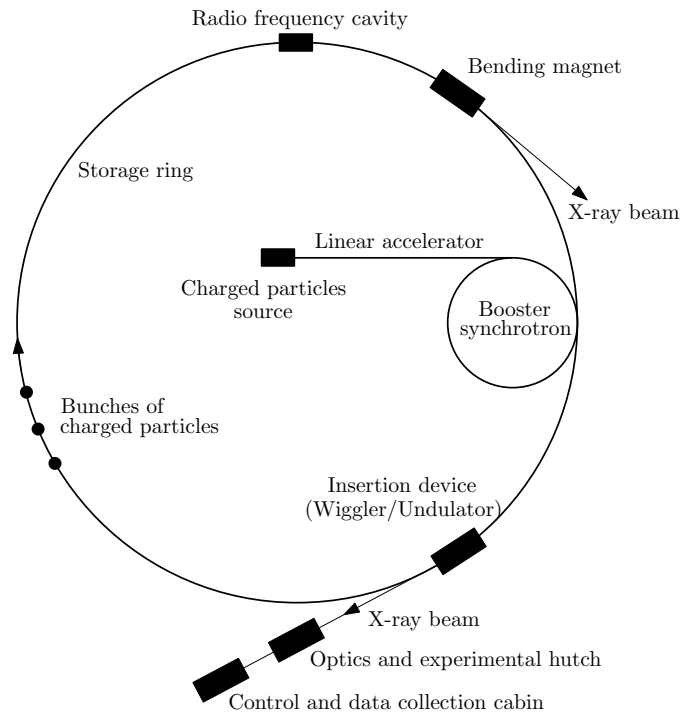 Radio frequency cavity
Bending magnet
Storage ring
X-ray beam
Linear accelerator
Charged particles
source
Booster
synchrotron
Bunches of
charged particles
Insertion device
(Wiggler/Undulator)
X-ray beam
Optics and experimental hutch
Control and data collection cabin